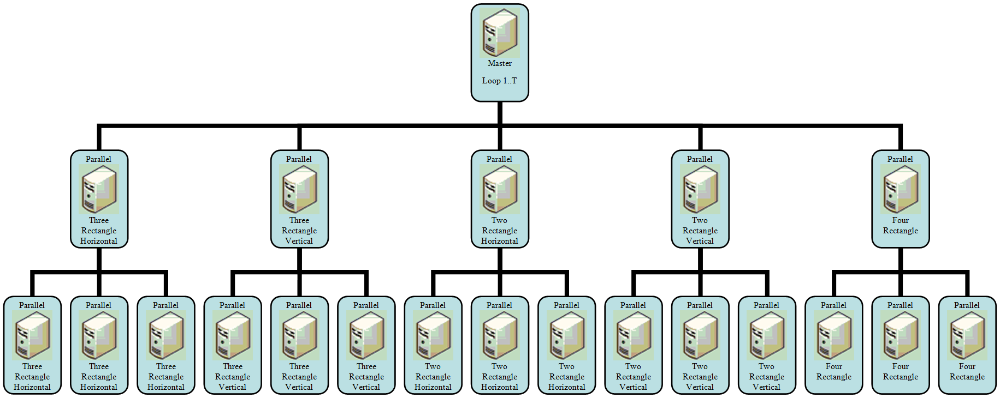 Master
Loop 1..T
Parallel
Three
Rectangle
Horizontal
Parallel
Three
Rectangle
Vertical
Parallel
Two
Rectangle
Horizontal
Parallel
Two
Rectangle
Vertical
Parallel
Four
Rectangle
Parallel
Three
Rectangle
Horizontal
Parallel
Three
Rectangle
Horizontal
Parallel
Three
Rectangle
Horizontal
Parallel
Three
Rectangle
Vertical
Parallel
Three
Rectangle
Vertical
Parallel
Three
Rectangle
Vertical
Parallel
Two
Rectangle
Horizontal
Parallel
Two
Rectangle
Horizontal
Parallel
Two
Rectangle
Horizontal
Parallel
Two
Rectangle
Vertical
Parallel
Two
Rectangle
Vertical
Parallel
Two
Rectangle
Vertical
Parallel
Four
Rectangle
Parallel
Four
Rectangle
Parallel
Four
Rectangle